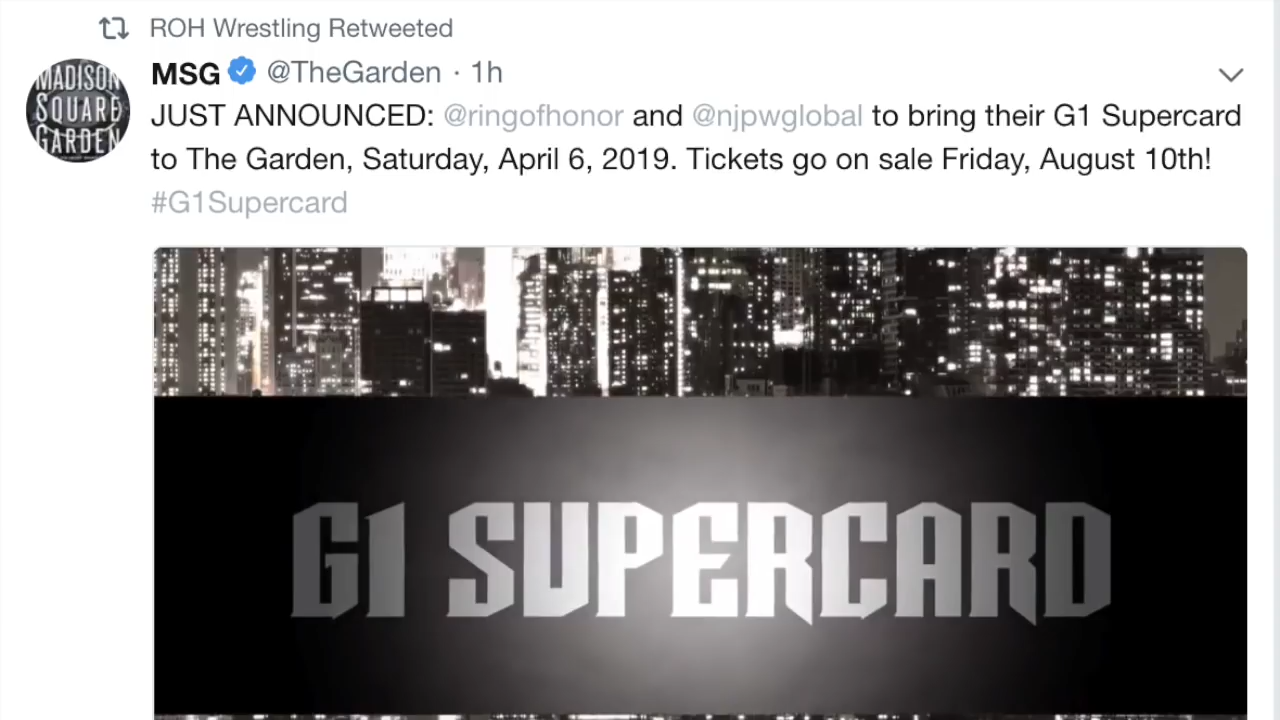 ROH Wrestling Retweeted
MADISON
SQUARE
GARDEN
MSG @TheGarden · 1h
JUST ANNOUNCED: @ringofhonor and @njpwglobal to bring their G1 Supercard
to The Garden, Saturday, April 6, 2019. Tickets go on sale Friday, August 10th!
#G1Supercard
G1 SUPERCARD